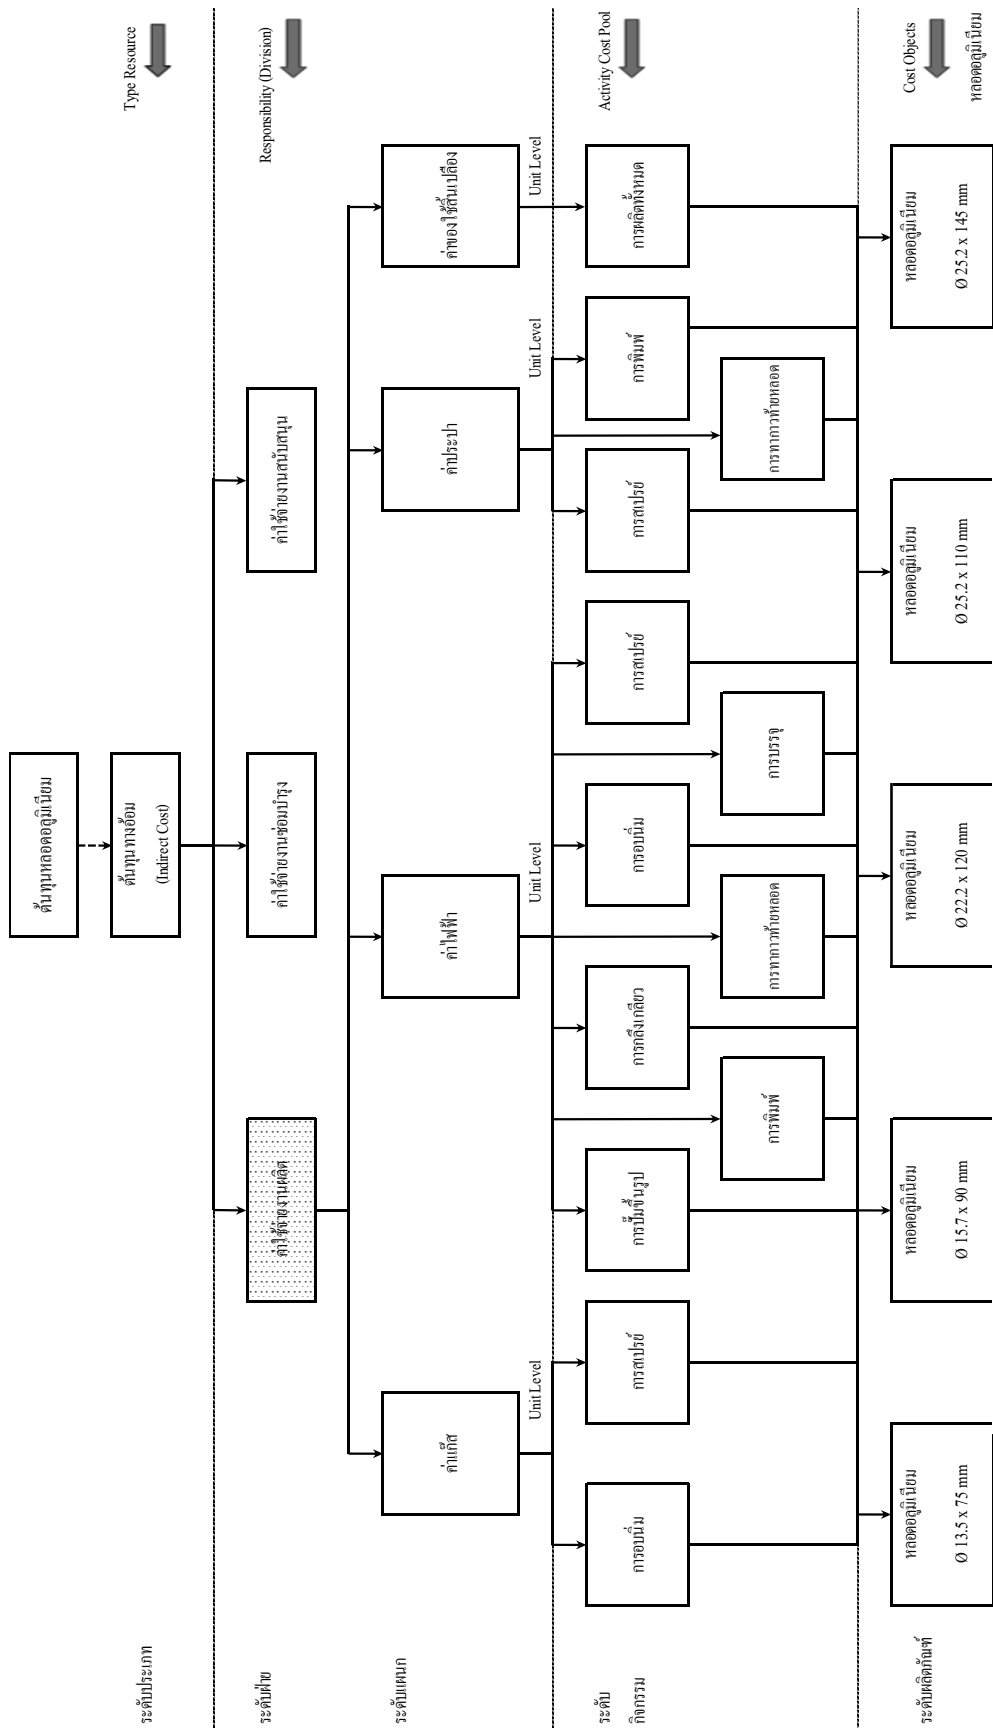 ต้นทุนหลอดอลูมิเนียม
ระดับประเภท
ต้นทุนทางอ้อม
(Indirect Cost)
Type Resource
ระดับฝ่าย
ค่าใช้จ่ายงานผลิต
ค่าใช้จ่ายงานซ่อมบำรุง
ค่าใช้จ่ายงานสนับสนุน
Responsibility (Division)
ระดับแผนก
ค่าแก๊ส
ค่าไฟฟ้า
ค่าประปา
ค่าของใช้สิ้นเปลือง
Unit Level
Unit Level
Unit Level
Unit Level
ระดับ
กิจกรรม
การอบนิ่ม
การสเปรย์
การปั๊มขึ้นรูป
การกลึงเกลียว
การอบนิ่ม
การสเปรย์
การสเปรย์
การพิมพ์
การผลิตทั้งหมด
Activity Cost Pool
การพิมพ์
การทากาวท้ายหลอด
การบรรจุ
การทากาวท้ายหลอด
ระดับผลิตภัณฑ์
หลอดอลูมิเนียม
Ø 13.5 x 75 mm
หลอดอลูมิเนียม
Ø 15.7 x 90 mm
หลอดอลูมิเนียม
Ø 22.2 x 120 mm
หลอดอลูมิเนียม
Ø 25.2 x 110 mm
หลอดอลูมิเนียม
Ø 25.2 x 145 mm
Cost Objects
หลอดอลูมิเนียม